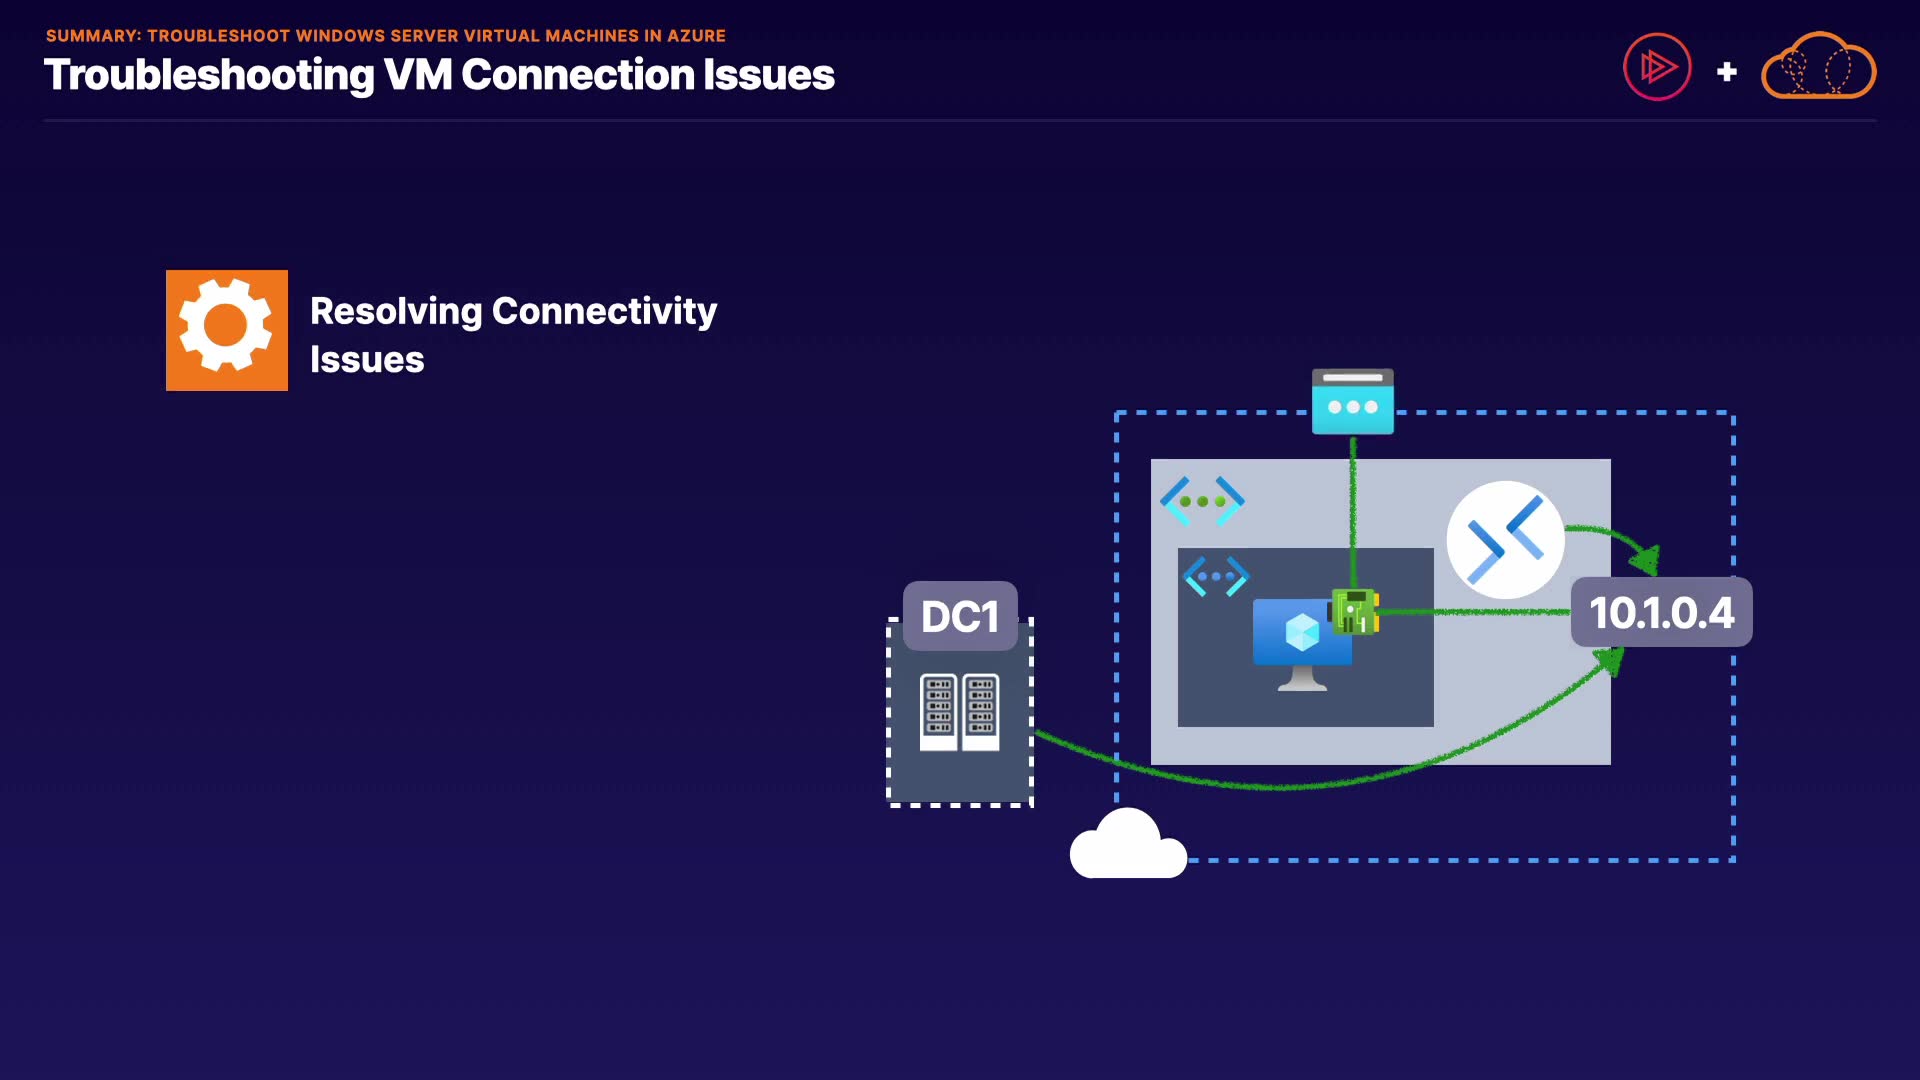 SUMMARY: TROUBLESHOOT WINDOWS SERVER VIRTUAL MACHINES IN AZURE
Troubleshooting VM Connection Issues
Resolving Connectivity
Issues
DC1
10.1.0.4